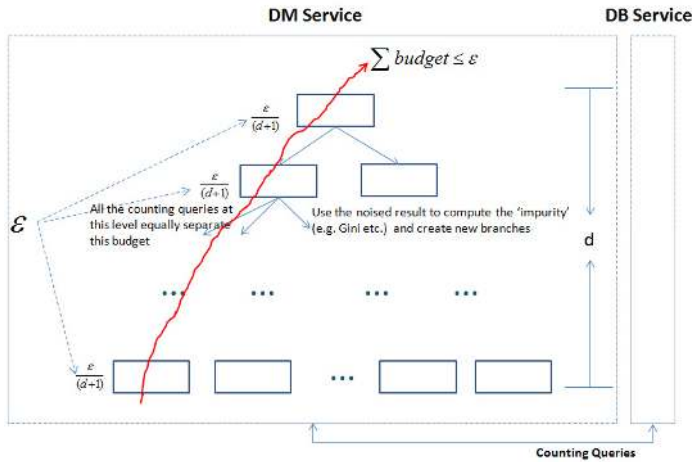 DM Service
DB Service
∑ budget ≤ ε
ε/(d+1)
ε/(d+1)
All the counting queries at
this level equally separate
this budget
Use the noised result to compute the 'impurity'
(e.g. Gini etc.) and create new branches
ε
d
... ... ... ...
ε/(d+1)
...
Counting Queries